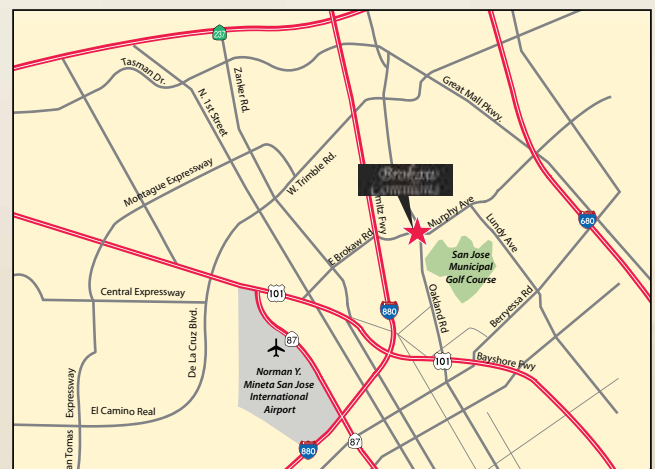 237
Tasman Dr.
Zanker Rd.
N. 1st Street
Great Mall Pkwy.
Montague Expressway
W. Trimble Rd.
Brokaw
Commons
mitz Fwy
Murphy Ave
680
Lundy Ave
E Brokaw Rd
San Jose
Municipal
Golf Course
Central Expressway
101
880
Oakland Rd
Berryessa Rd
De La Cruz Blvd.
87
101
Bayshore Fwy
Norman Y.
Mineta San Jose
International
Airport
El Camino Real
an Tomas Expressway
880
87